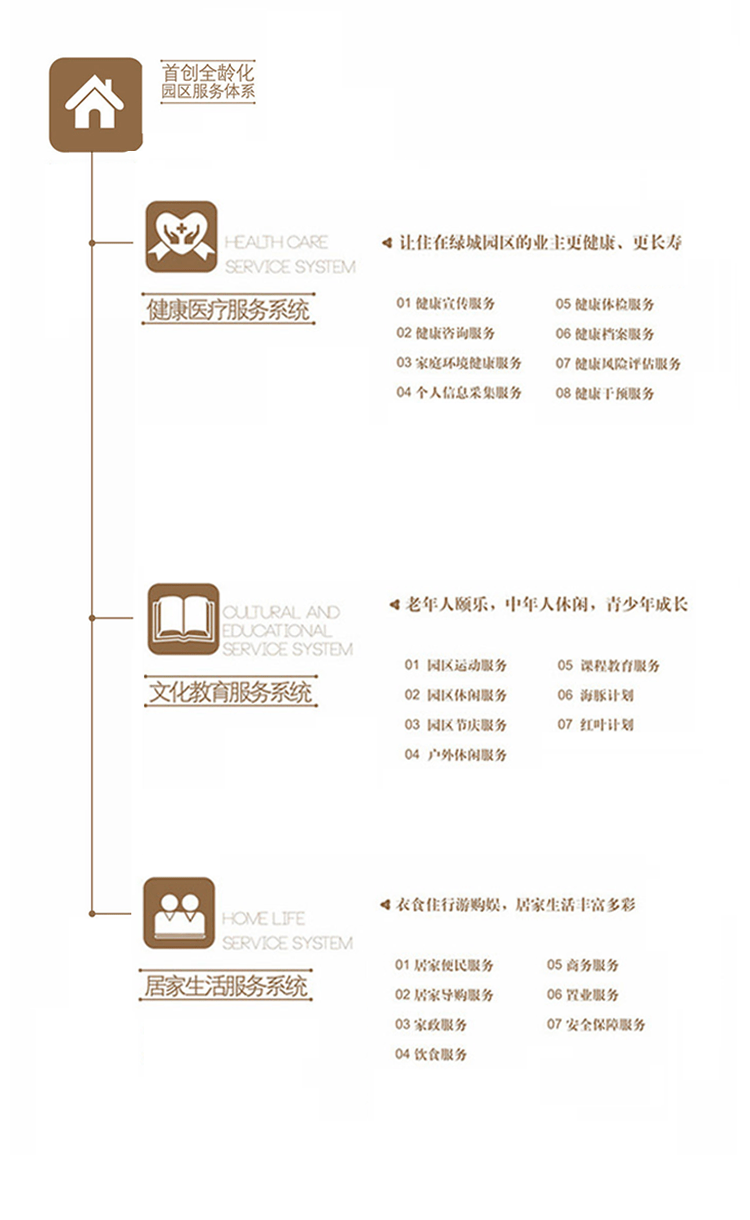 首创全龄化
园区服务体系
HEALTH CARE
SERVICE SYSTEM
健康医疗服务系统
让住在绿城园区的业主更健康、更长寿
01 健康宣传服务
02 健康咨询服务
03 家庭环境健康服务
04 个人信息采集服务
05 健康体检服务
06 健康档案服务
07 健康风险评估服务
08 健康干预服务
CULTURAL AND
EDUCATIONAL
SERVICE SYSTEM
文化教育服务系统
老年人颐乐，中年人休闲，青少年成长
01 园区运动服务
02 园区休闲服务
03 园区节庆服务
04 户外休闲服务
05 课程教育服务
06 海豚计划
07 红叶计划
HOME LIFE
SERVICE SYSTEM
居家生活服务系统
衣食住行游购娱，居家生活丰富多彩
01 居家便民服务
02 居家导购服务
03 家政服务
04 饮食服务
05 商务服务
06 置业服务
07 安全保障服务